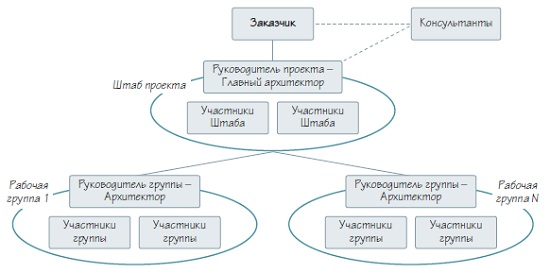 Заказчик
Консультанты
Руководитель проекта –
Главный архитектор
Штаб проекта
Участники
Штаба
Участники
Штаба
Рабочая
группа 1
Руководитель группы –
Архитектор
Участники
группы
Участники
группы
Руководитель группы –
Архитектор
Рабочая
группа N
Участники
группы
Участники
группы